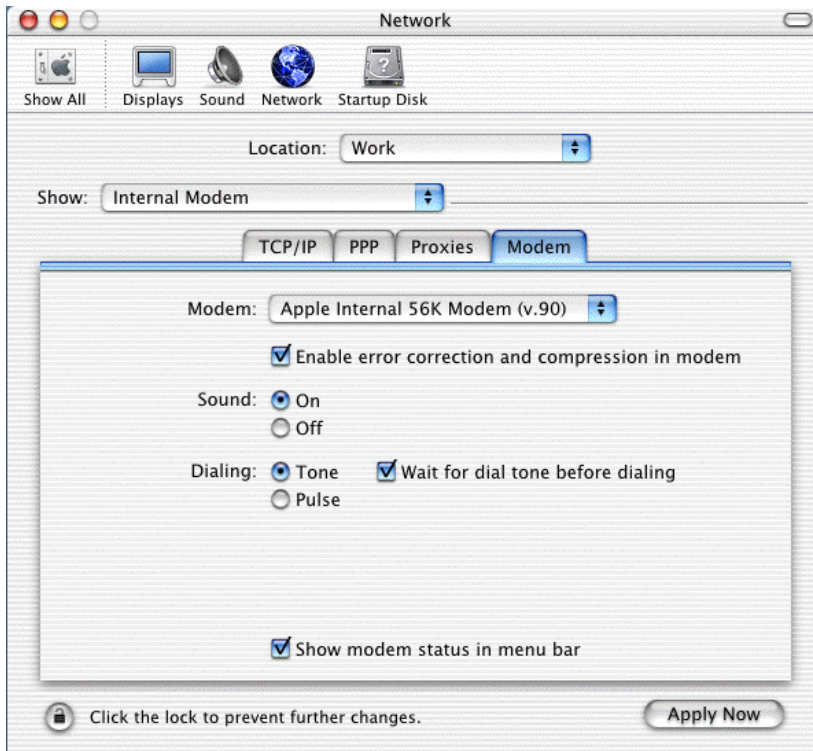 Network
Show All Displays Sound Network Startup Disk
Location: Work
Show: Internal Modem
TCP/IP PPP Proxies Modem
Modem: Apple Internal 56K Modem (v.90)
Enable error correction and compression in modem
Sound: On
Off
Dialing: Tone Wait for dial tone before dialing
Pulse
Show modem status in menu bar
Click the lock to prevent further changes. Apply Now